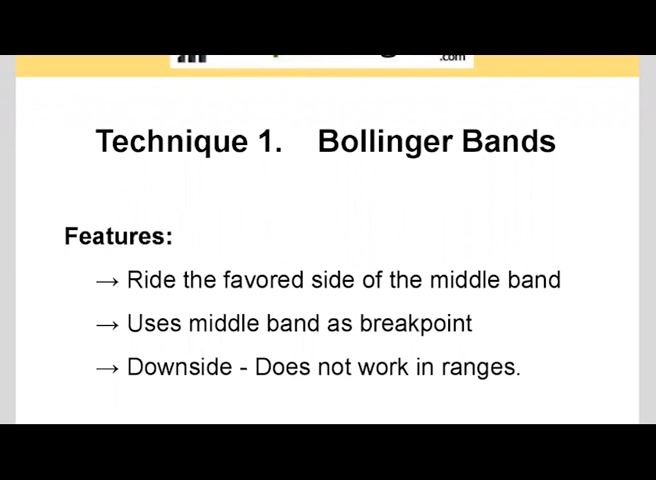 .com
Technique 1. Bollinger Bands
Features:
→ Ride the favored side of the middle band
→ Uses middle band as breakpoint
→ Downside - Does not work in ranges.